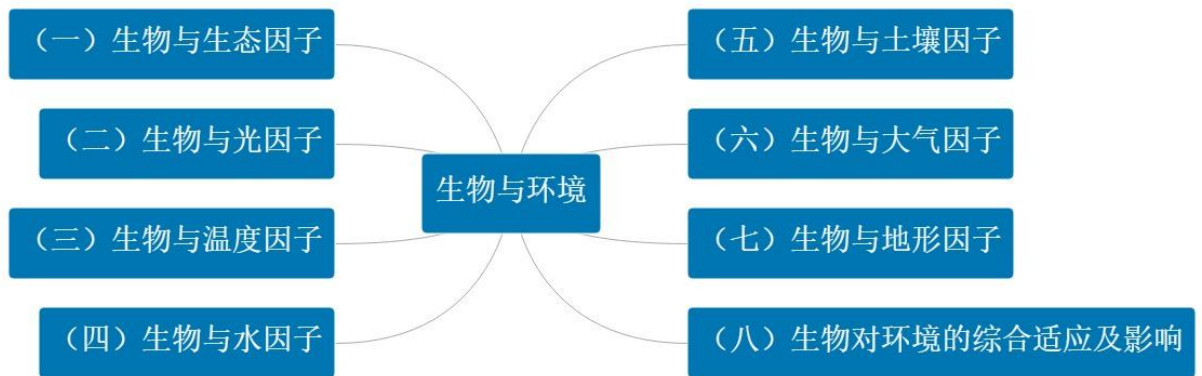 （一）生物与生态因子
（二）生物与光因子
（三）生物与温度因子
（四）生物与水因子
生物与环境
（五）生物与土壤因子
（六）生物与大气因子
（七）生物与地形因子
（八）生物对环境的综合适应及影响